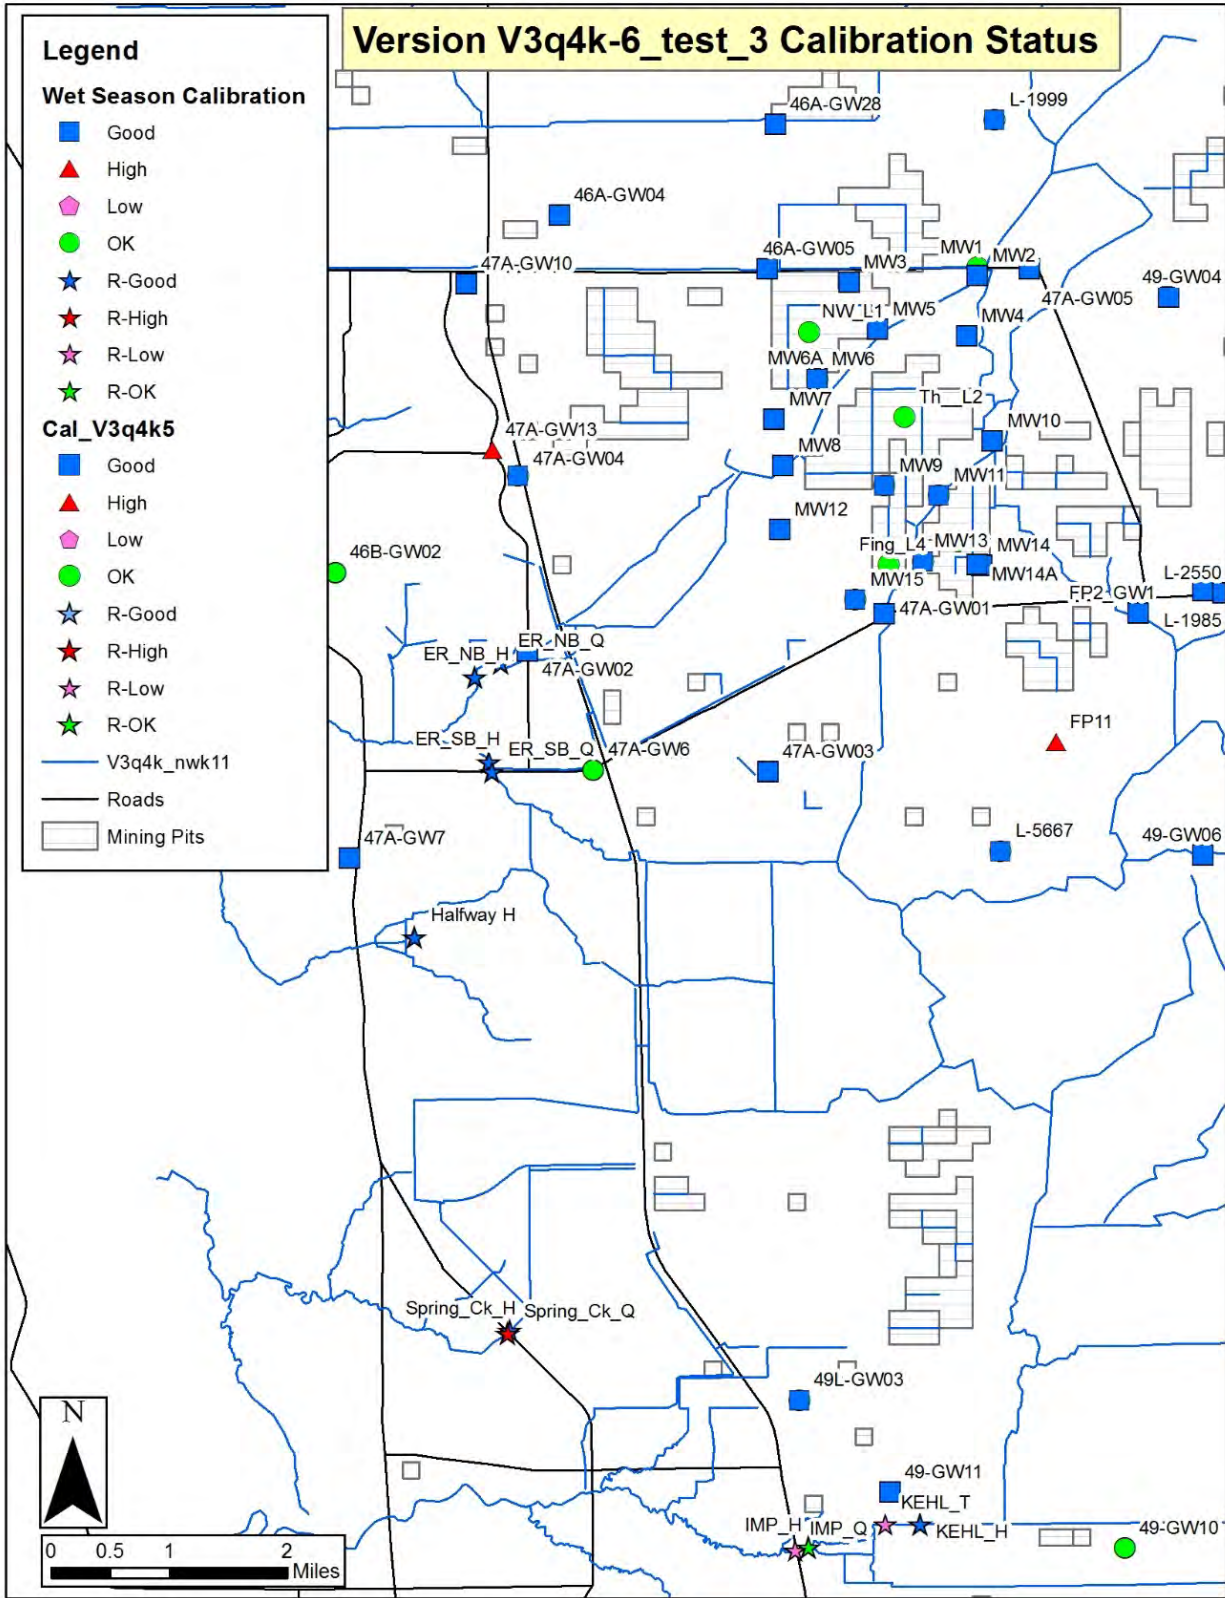 Version V3q4k-6_test_3 Calibration Status
Legend
Wet Season Calibration
Good
High
Low
OK
R-Good
R-High
R-Low
R-OK
Cal_V3q4k5
Good
High
Low
OK
R-Good
R-High
R-Low
R-OK
V3q4k_nwk11
Roads
Mining Pits
46A-GW28
L-1999
46A-GW04
46A-GW05
MW1
MW2
MW3
47A-GW10
49-GW04
47A-GW05
NW_L1
MW5
MW4
MW6A
MW6
MW7
Th__L2
47A-GW13
MW10
47A-GW04
MW8
MW9
MW11
MW12
46B-GW02
Fing_L4
MW13
MW14
MW14A
MW15
L-2550
FP2_GW1
47A-GW01
L-1985
ER_NB_Q
ER_NB_H
47A-GW02
FP11
ER_SB_H
ER_SB_Q
47A-GW6
47A-GW03
L-5667
49-GW06
47A-GW7
Halfway H
Spring_Ck_H
Spring_Ck_Q
49L-GW03
49-GW11
KEHL_T
IMP_H
IMP_Q
KEHL_H
49-GW10
N
0 0.5 1 2
Miles